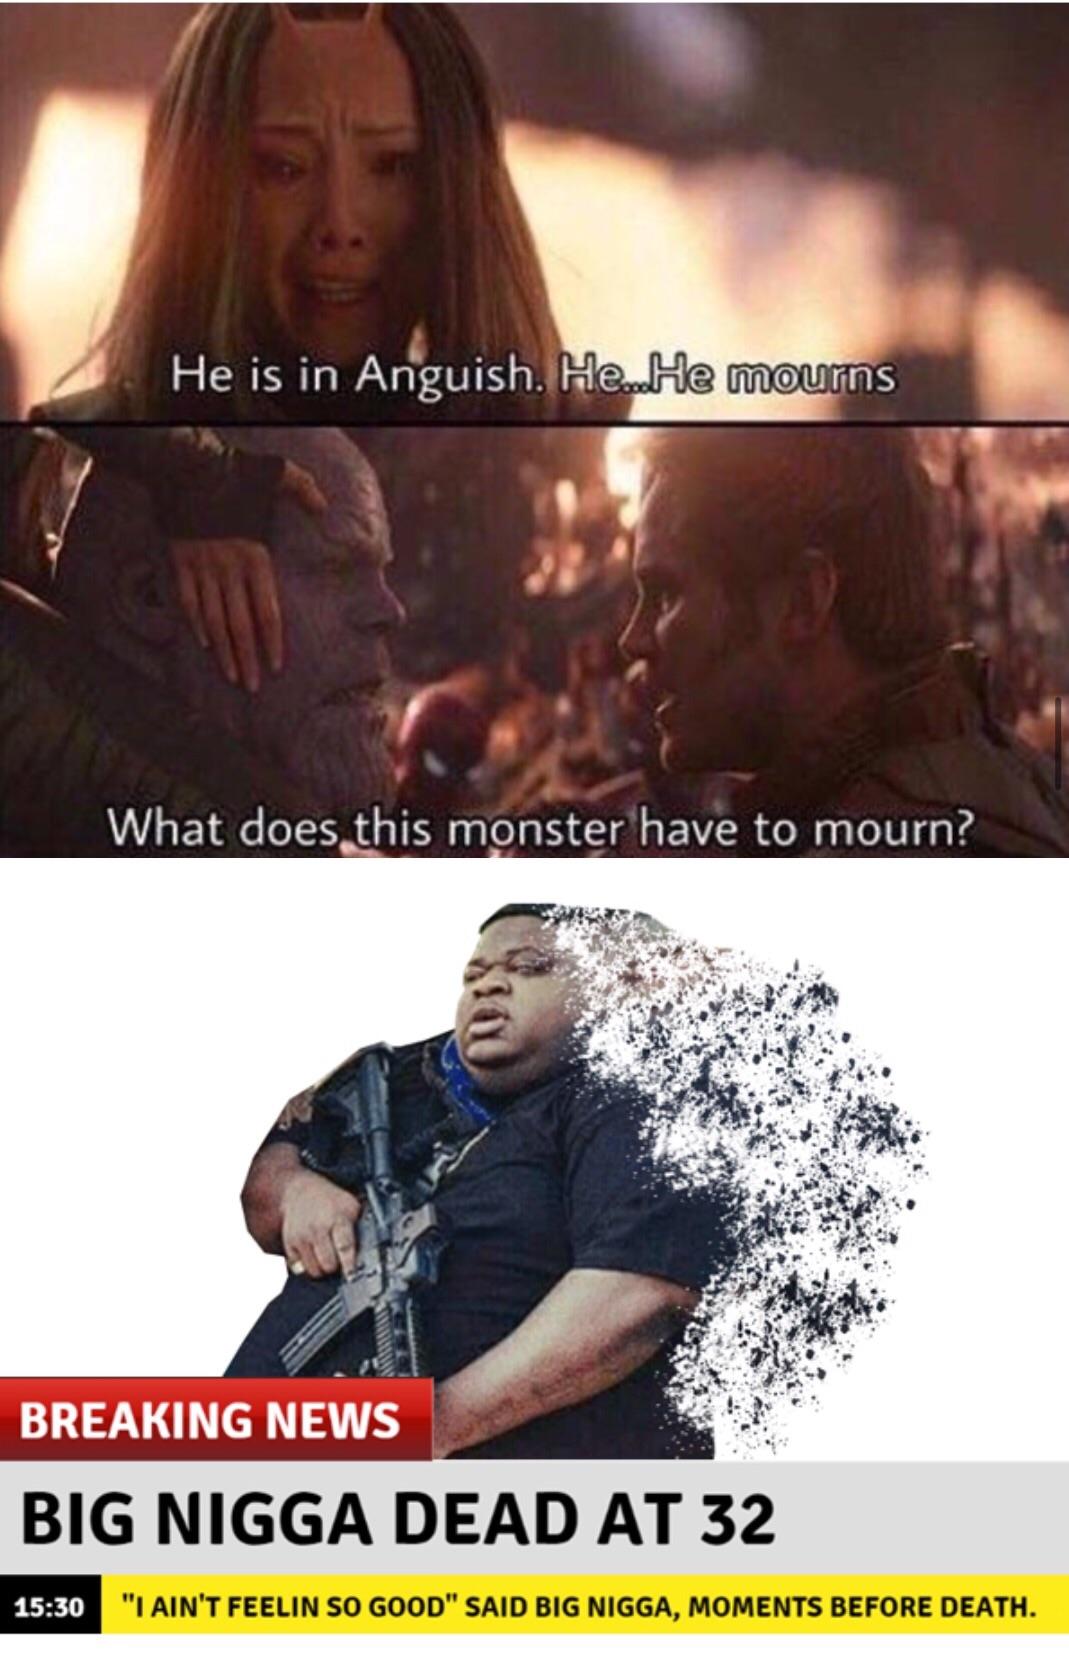 He is in Anguish. He...He mourns
What does this monster have to mourn?
BREAKING NEWS
BIG NIGGA DEAD AT 32
15:30 "I AIN'T FEELIN SO GOOD" SAID BIG NIGGA, MOMENTS BEFORE DEATH.